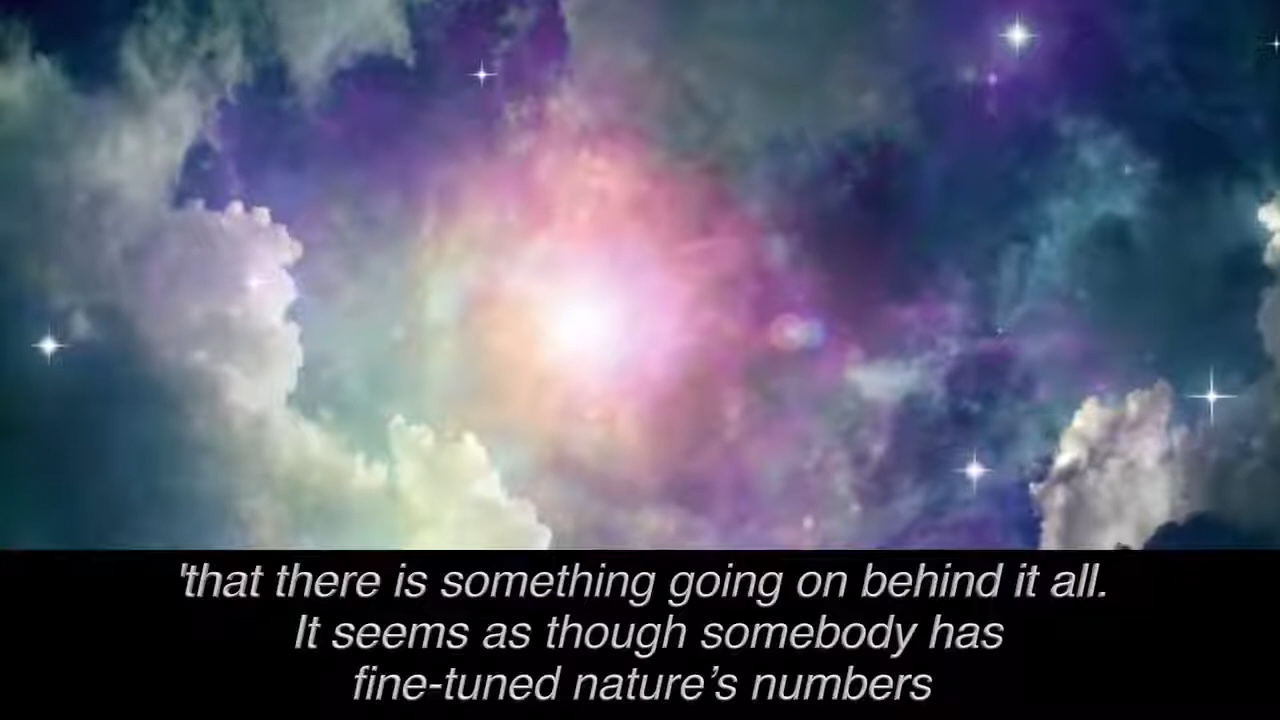 'that there is something going on behind it all.
It seems as though somebody has
fine-tuned nature’s numbers